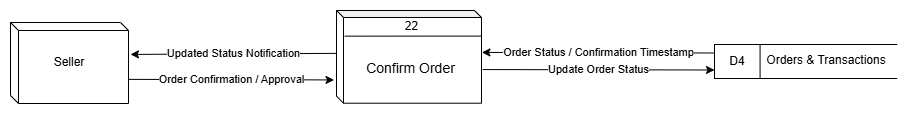 22
Seller
Updated Status Notification
Order Confirmation / Approval
Confirm Order
Order Status / Confirmation Timestamp
Update Order Status
D4
Orders & Transactions